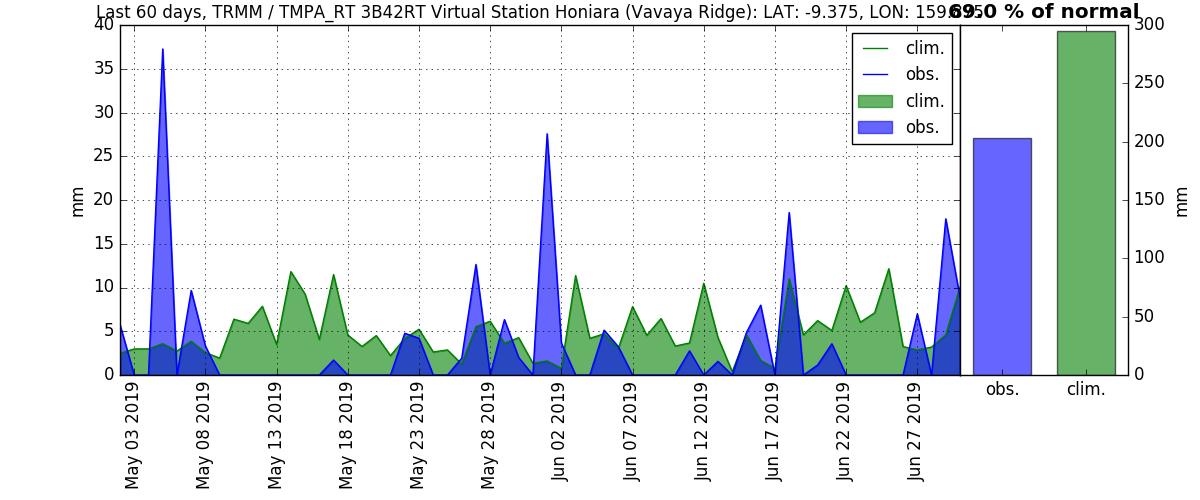 Last 60 days, TRMM / TMPA_RT 3B42RT Virtual Station Honiara (Vavaya Ridge): LAT: -9.375, LON:
69.0 % of normal
40
35
30
25
20
15
10
5
0
mm
clim.
obs.
clim.
obs.
300
250
200
150
100
50
0
mm
obs.
clim.
May 03 2019
May 08 2019
May 13 2019
May 18 2019
May 23 2019
May 28 2019
Jun 02 2019
Jun 07 2019
Jun 12 2019
Jun 17 2019
Jun 22 2019
Jun 27 2019